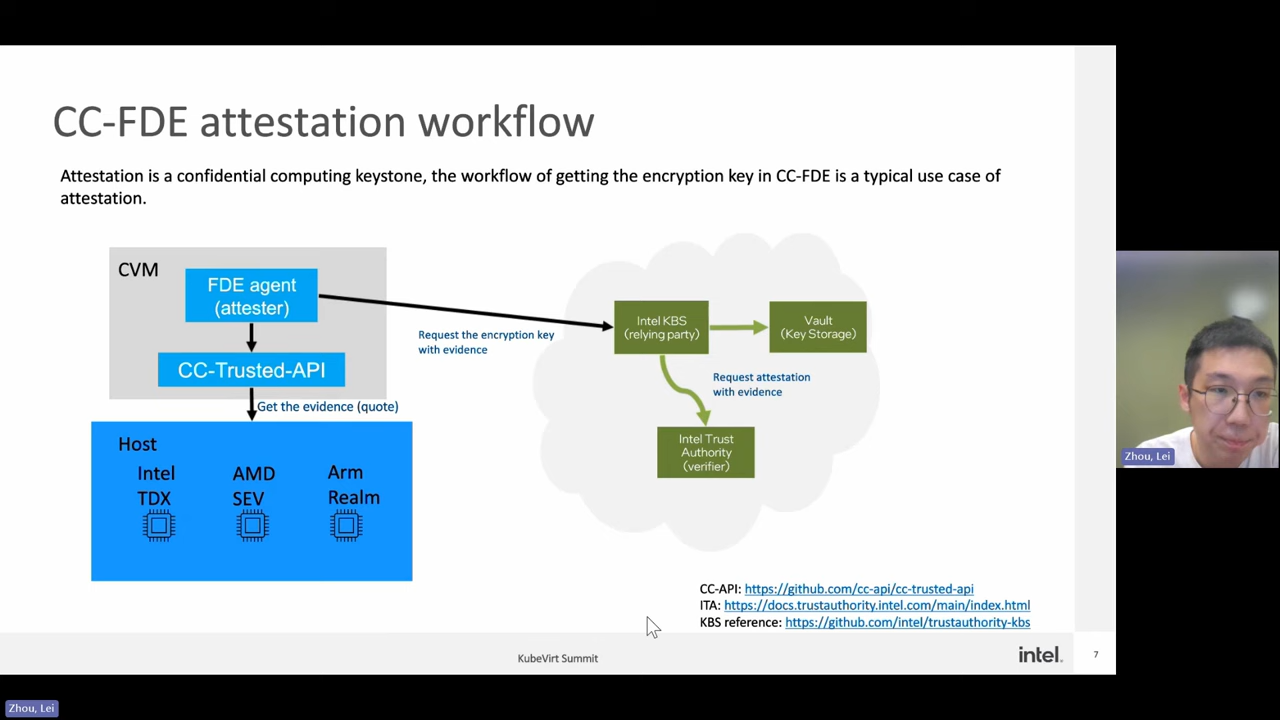 CC-FDE attestation workflow
Attestation is a confidential computing keystone, the workflow of getting the encryption key in CC-FDE is a typical use case of
attestation.
CVM
FDE agent
(attester)
CC-Trusted-API
Get the evidence (quote)
Host
Intel
TDX
AMD
SEV
Arm
Realm
Request the encryption key
with evidence
Intel KBS
(relying party)
Vault
(Key Storage)
Request attestation
with evidence
Intel Trust
Authority
(verifier)
CC-API: https://github.com/cc-api/cc-trusted-api
ITA: https://docs.trustauthority.intel.com/main/index.html
KBS reference: https://github.com/intel/trustauthority-kbs
KubeVirt Summit
intel.
7
Zhou, Lei
Zhou, Lei